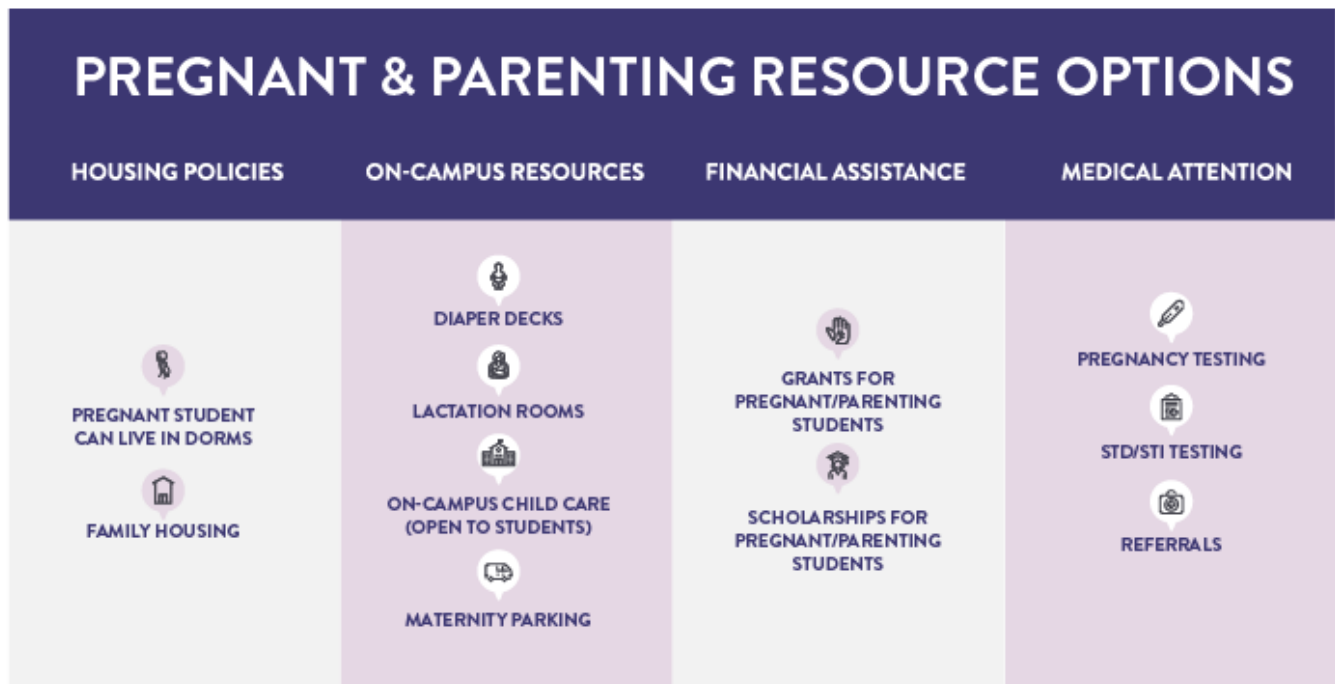 PREGNANT & PARENTING RESOURCE OPTIONS
HOUSING POLICIES
ON-CAMPUS RESOURCES
FINANCIAL ASSISTANCE
MEDICAL ATTENTION
PREGNANT STUDENT
CAN LIVE IN DORMS
FAMILY HOUSING
DIAPER DECKS
LACTATION ROOMS
ON-CAMPUS CHILD CARE
(OPEN TO STUDENTS)
MATERNITY PARKING
GRANTS FOR
PREGNANT/PARENTING
STUDENTS
SCHOLARSHIPS FOR
PREGNANT/PARENTING
STUDENTS
PREGNANCY TESTING
STD/STI TESTING
REFERRALS